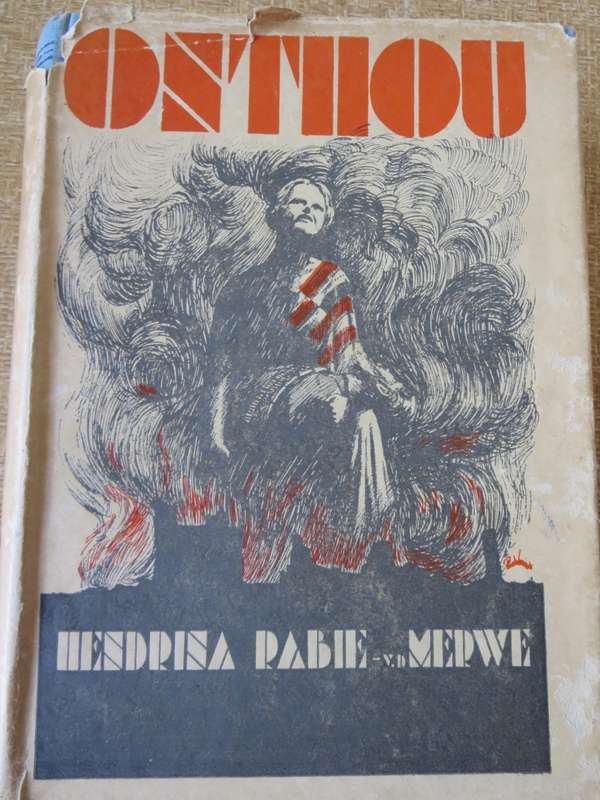 ONTHOU
HENDRINA RABIE-V.D MERWE